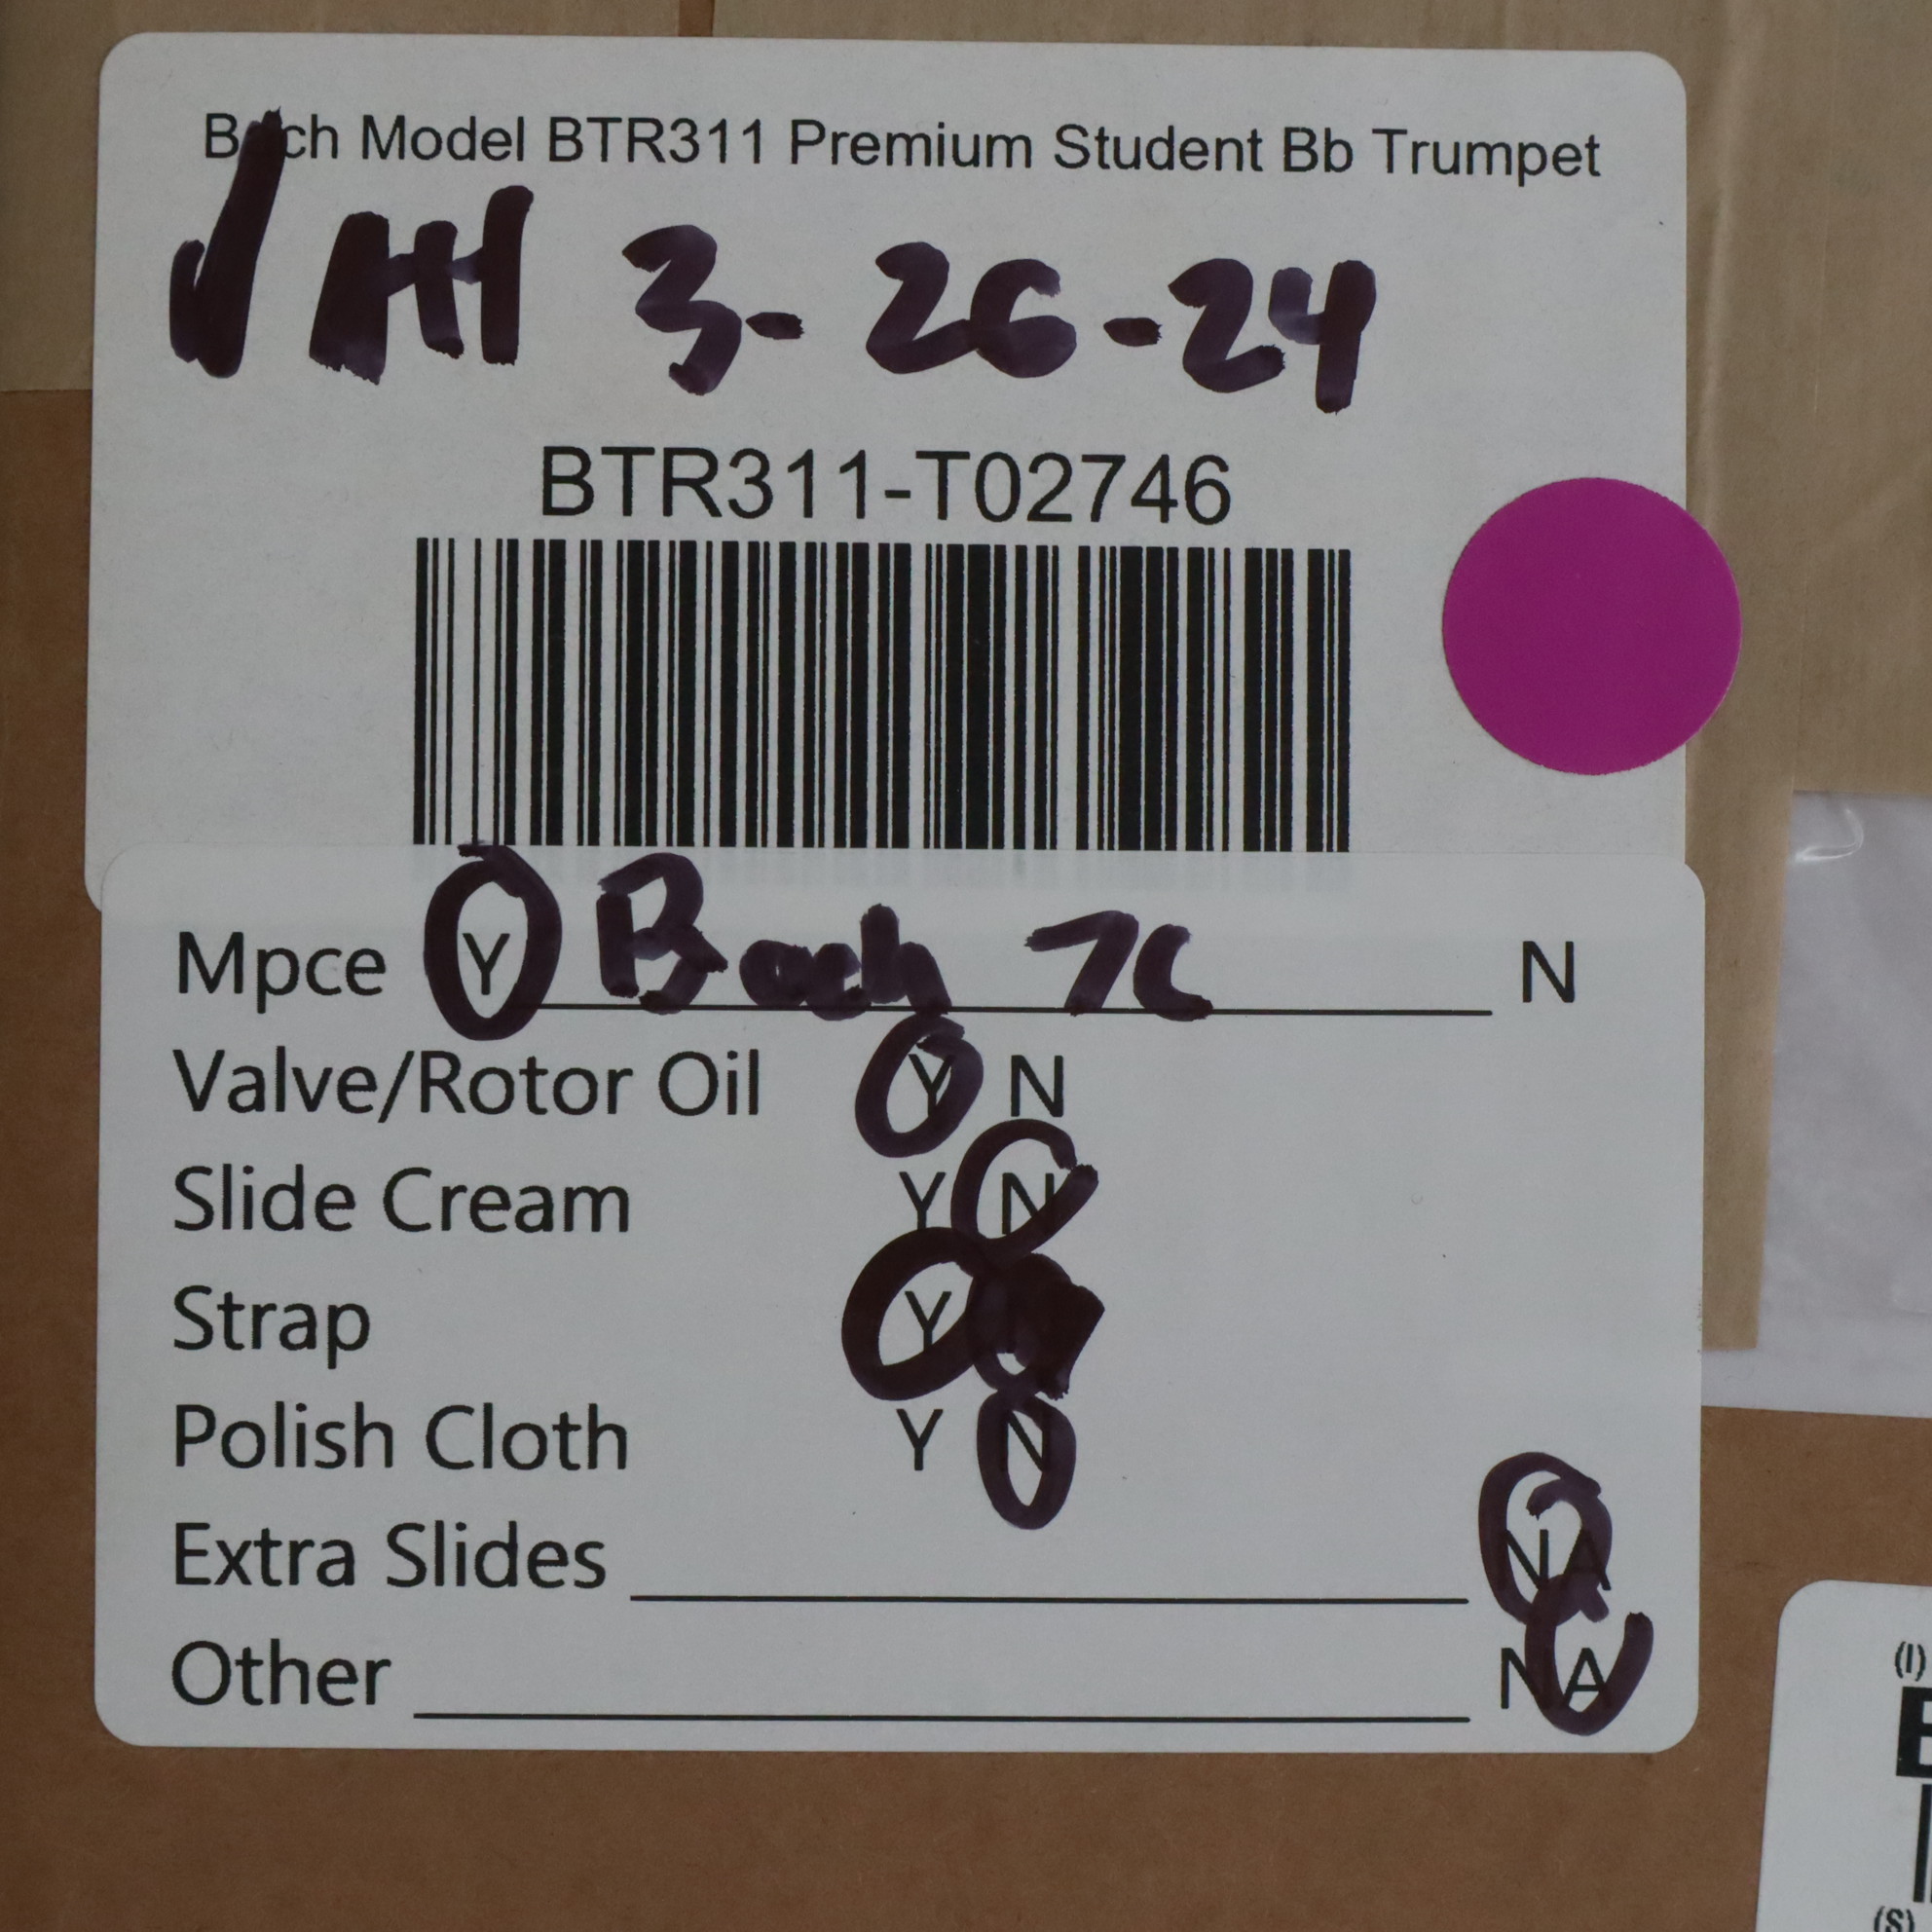 Bach Model BTR311 Premium Student Bb Trumpet
✓ AH 3-26-24
BTR311-T02746
Mpce Y Bach 7C N
Valve/Rotor Oil Y N
Slide Cream Y N
Strap Y
Polish Cloth Y N
Extra Slides NA
Other NA
(I)
(S)